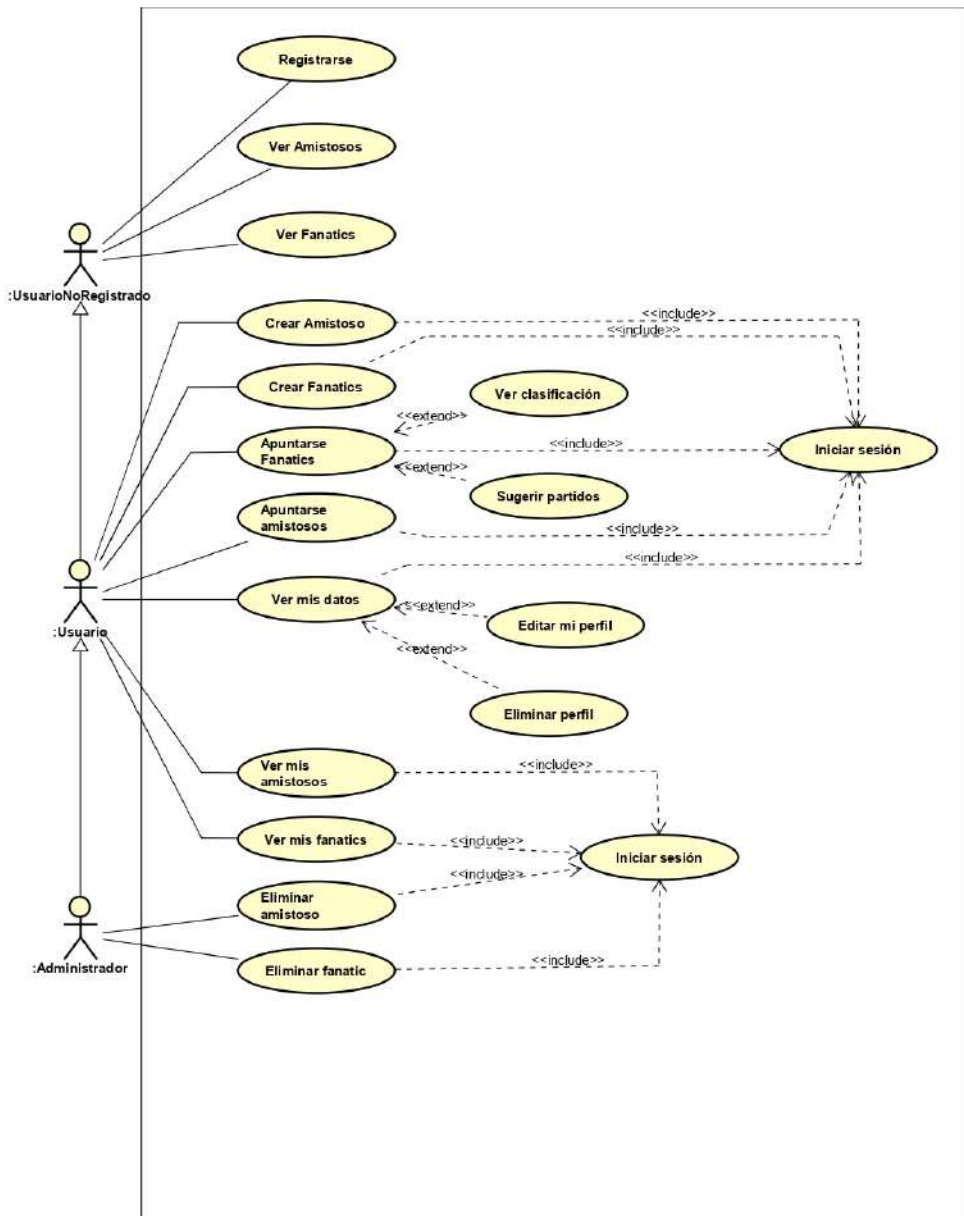 Registrarse
Ver Amistosos
Ver Fanatics
:UsuarioNoRegistrado
Crear Amistoso
<<include>>
<<include>>
Crear Fanatics
Ver clasificación
<<extend>>
Apuntarse
Fanatics
<<include>>
Iniciar sesión
<<extend>>
Sugerir partidos
Apuntarse
amistosos
<<include>>
<<include>>
Ver mis datos
<<extend>>
Editar mi perfil
:Usuario
<<extend>>
Eliminar perfil
Ver mis
amistosos
<<include>>
Ver mis fanatics
<<include>>
Iniciar sesión
<<include>>
Eliminar
amistoso
:Administrador
Eliminar fanatic
<<include>>